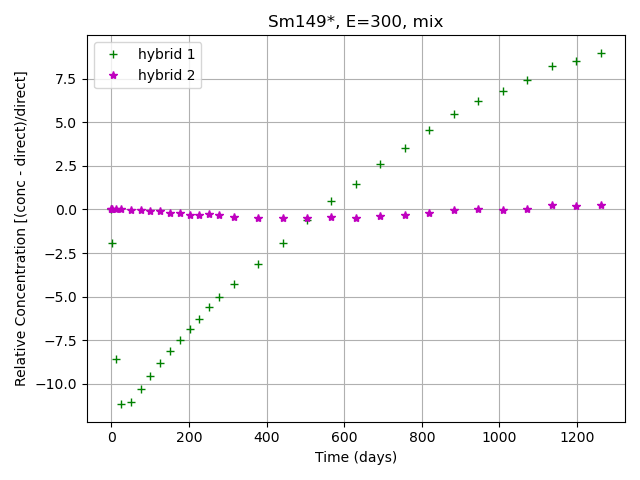 Sm149*, E=300, mix
hybrid 1
hybrid 2
Relative Concentration [(conc - direct)/direct]
7.5
5.0
2.5
0.0
−2.5
−5.0
−7.5
−10.0
0 200 400 600 800 1000 1200
Time (days)